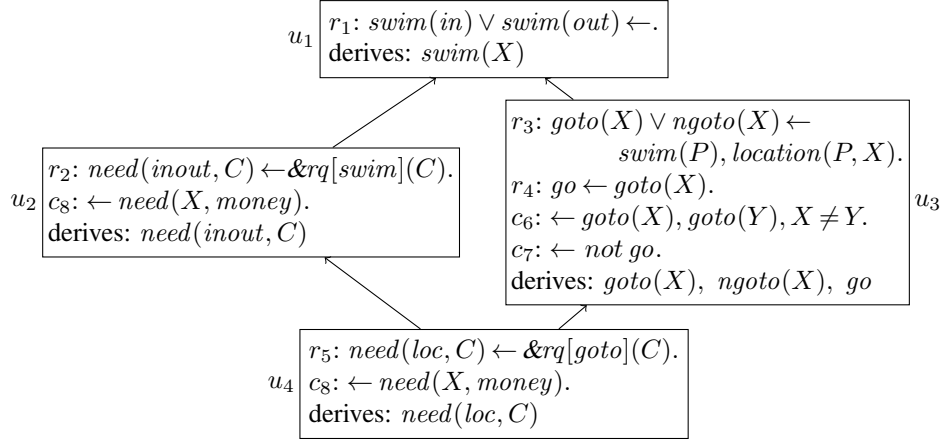 u₁
r₁: swim(in) ∨ swim(out) ←.
derives: swim(X)
u₂
r₂: need(inout, C) ←&rq[swim](C).
c₈: ← need(X, money).
derives: need(inout, C)
r₃: goto(X) ∨ ngoto(X) ←
swim(P), location(P, X).
r₄: go ← goto(X).
c₆: ← goto(X), goto(Y), X ≠ Y.
c₇: ← not go.
derives: goto(X), ngoto(X), go
u₃
u₄
r₅: need(loc, C) ← &rq[goto](C).
c₈: ← need(X, money).
derives: need(loc, C)